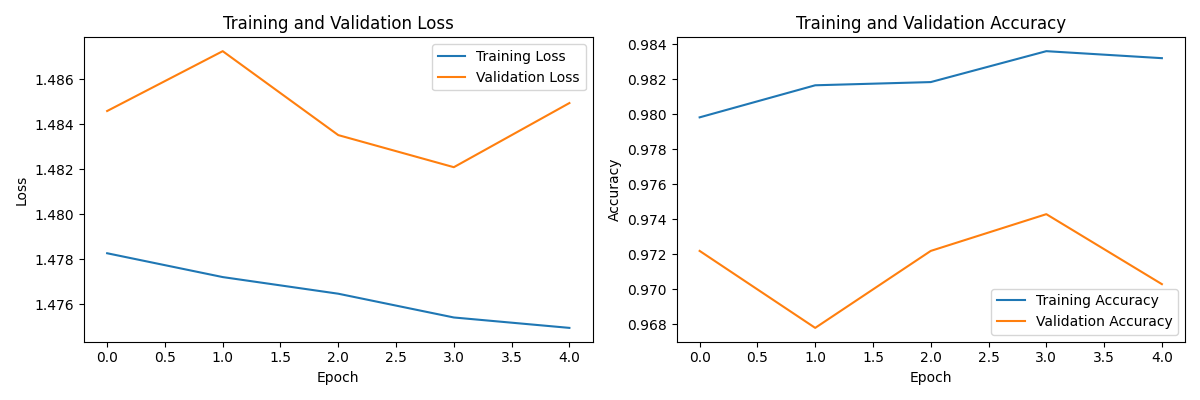 Training and Validation Loss
Training Loss
Validation Loss
1.486
1.484
1.482
1.480
1.478
1.476
Loss
0.0 0.5 1.0 1.5 2.0 2.5 3.0 3.5 4.0
Epoch
Training and Validation Accuracy
0.984
0.982
0.980
0.978
0.976
0.974
0.972
0.970
0.968
Accuracy
Training Accuracy
Validation Accuracy
0.0 0.5 1.0 1.5 2.0 2.5 3.0 3.5 4.0
Epoch